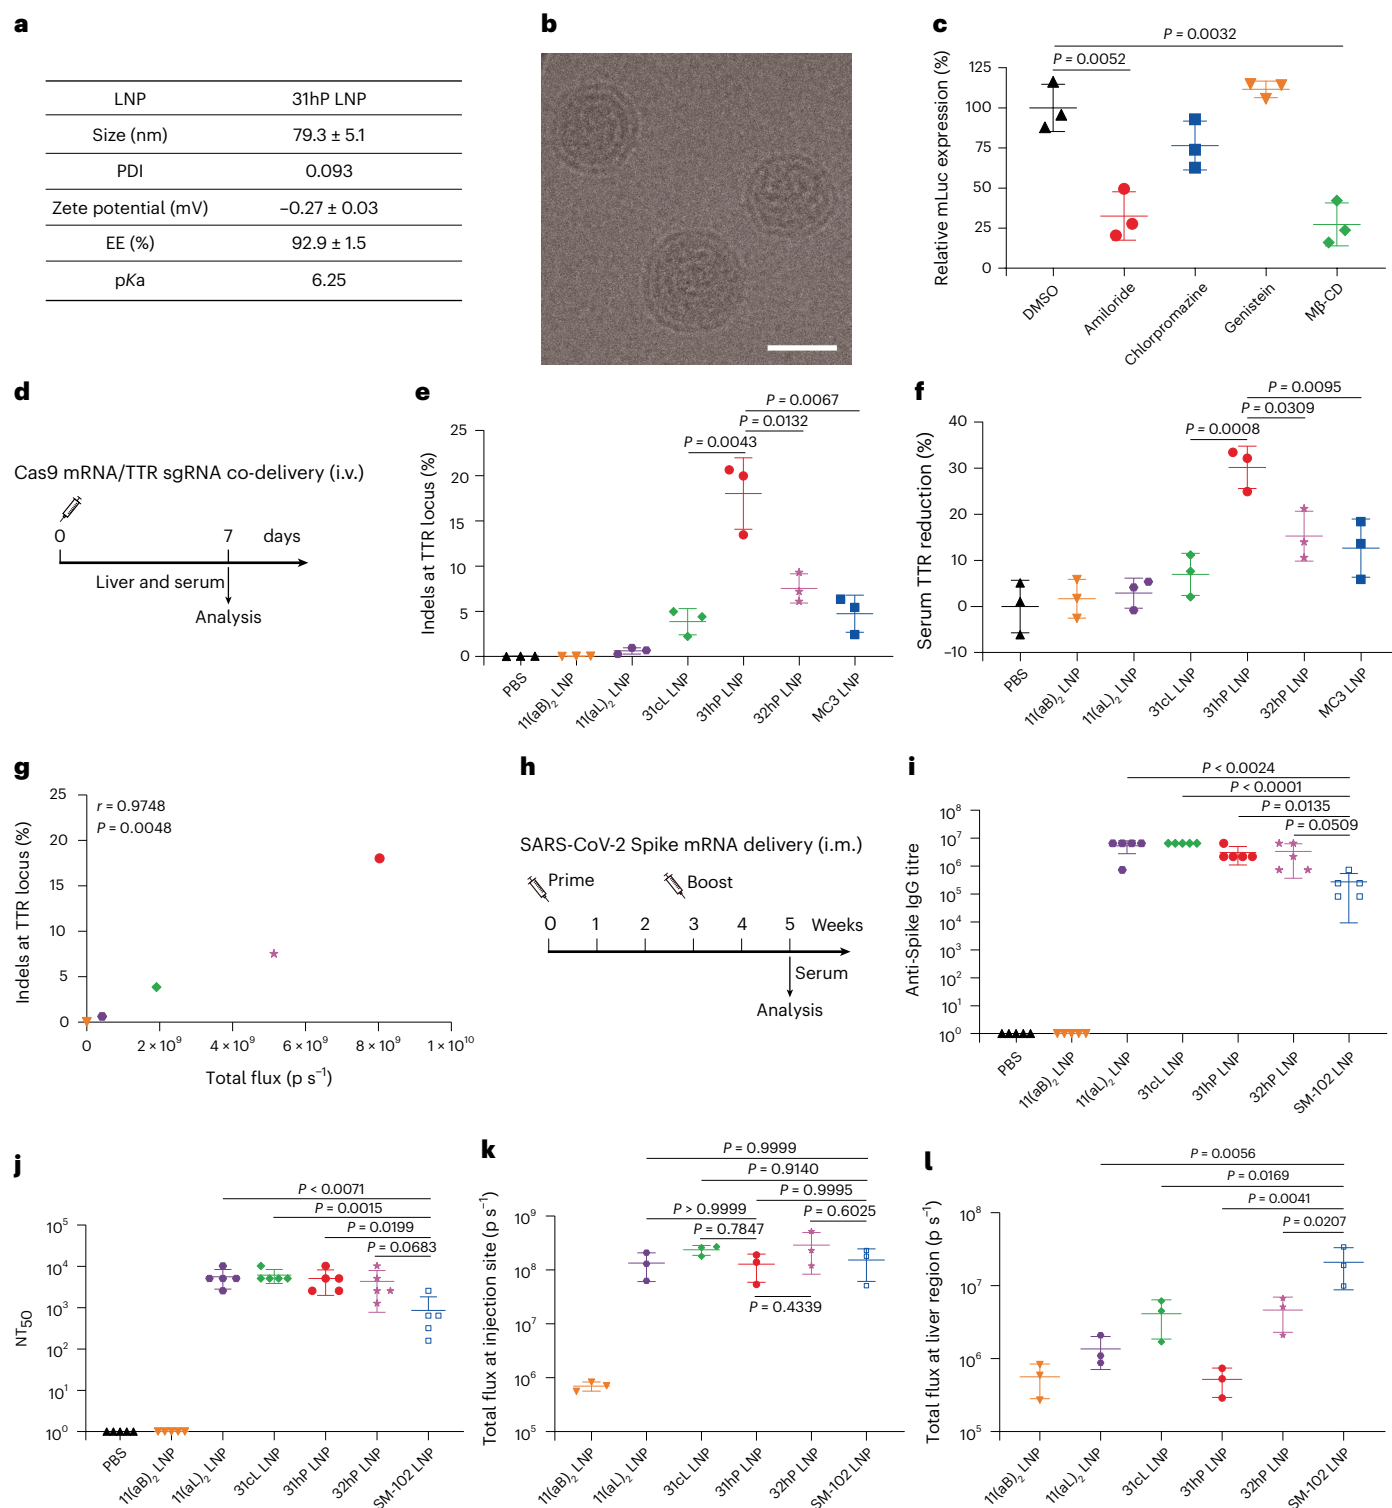 a
LNP 31hP LNP
Size (nm) 79.3 ± 5.1
PDI 0.093
Zete potential (mV) –0.27 ± 0.03
EE (%) 92.9 ± 1.5
pKa 6.25
b
c
Relative mLuc expression (%)
P = 0.0032
P = 0.0052
125
100
75
50
25
0
DMSO
Amiloride
Chlorpromazine
Genistein
Mβ-CD
d
Cas9 mRNA/TTR sgRNA co-delivery (i.v.)
0 7 days
Liver and serum
Analysis
e
Indels at TTR locus (%)
P = 0.0067
P = 0.0132
P = 0.0043
25
20
15
10
5
0
PBS
11(aB)₂ LNP
11(aL)₂ LNP
31cL LNP
31hP LNP
32hP LNP
MC3 LNP
f
Serum TTR reduction (%)
P = 0.0095
P = 0.0309
P = 0.0008
40
30
20
10
0
–10
PBS
11(aB)₂ LNP
11(aL)₂ LNP
31cL LNP
31hP LNP
32hP LNP
MC3 LNP
g
Indels at TTR locus (%)
r = 0.9748
P = 0.0048
25
20
15
10
5
0
0 2 × 10⁹ 4 × 10⁹ 6 × 10⁹ 8 × 10⁹ 1 × 10¹⁰
Total flux (p s⁻¹)
h
SARS-CoV-2 Spike mRNA delivery (i.m.)
Prime Boost
0 1 2 3 4 5 Weeks
Serum
Analysis
i
Anti-Spike IgG titre
P < 0.0024
P < 0.0001
P = 0.0135
P = 0.0509
10⁸
10⁷
10⁶
10⁵
10⁴
10³
10²
10¹
10⁰
PBS
11(aB)₂ LNP
11(aL)₂ LNP
31cL LNP
31hP LNP
32hP LNP
SM-102 LNP
j
NT₅₀
P < 0.0071
P = 0.0015
P = 0.0199
P = 0.0683
10⁵
10⁴
10³
10²
10¹
10⁰
PBS
11(aB)₂ LNP
11(aL)₂ LNP
31cL LNP
31hP LNP
32hP LNP
SM-102 LNP
k
Total flux at injection site (p s⁻¹)
P = 0.9999
P = 0.9140
P = 0.9995
P > 0.9999
P = 0.6025
P = 0.7847
P = 0.4339
10⁹
10⁸
10⁷
10⁶
10⁵
11(aB)₂ LNP
11(aL)₂ LNP
31cL LNP
31hP LNP
32hP LNP
SM-102 LNP
l
Total flux at liver region (p s⁻¹)
P = 0.0056
P = 0.0169
P = 0.0041
P = 0.0207
10⁸
10⁷
10⁶
10⁵
11(aB)₂ LNP
11(aL)₂ LNP
31cL LNP
31hP LNP
32hP LNP
SM-102 LNP